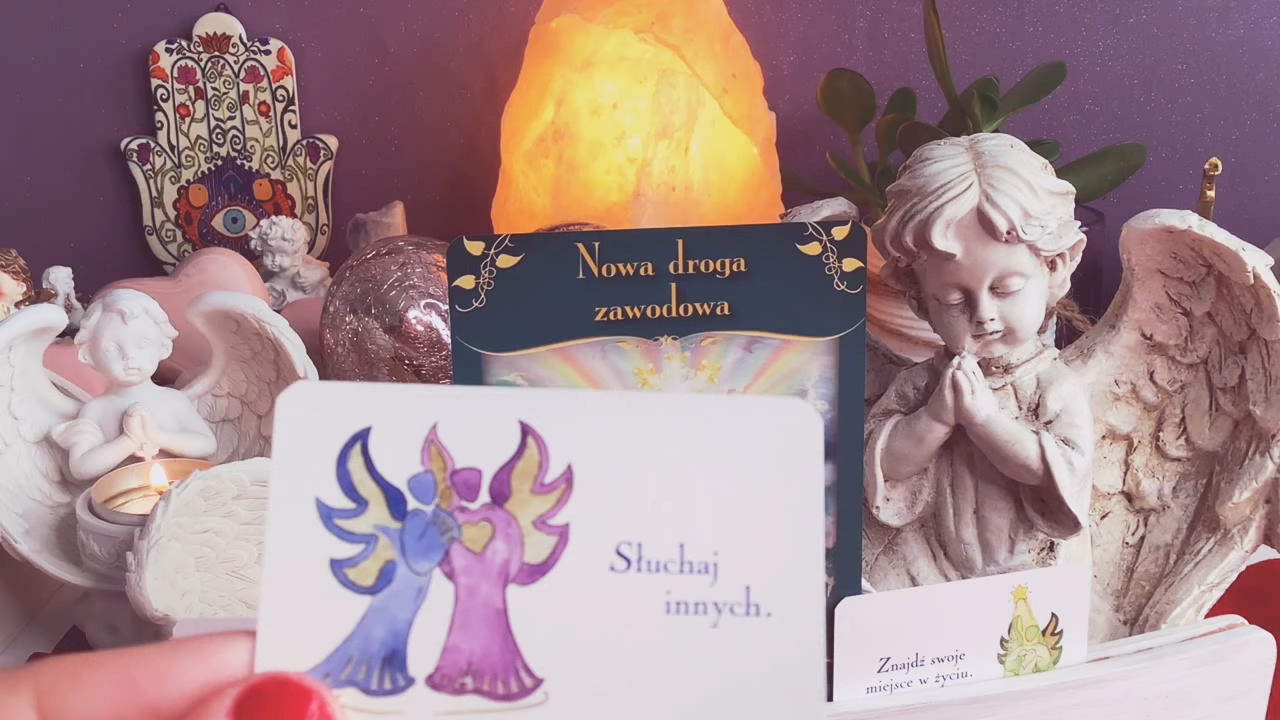 Nowa droga
zawodowa
Słuchaj
innych.
Znajdź swoje
miejsce w życiu.